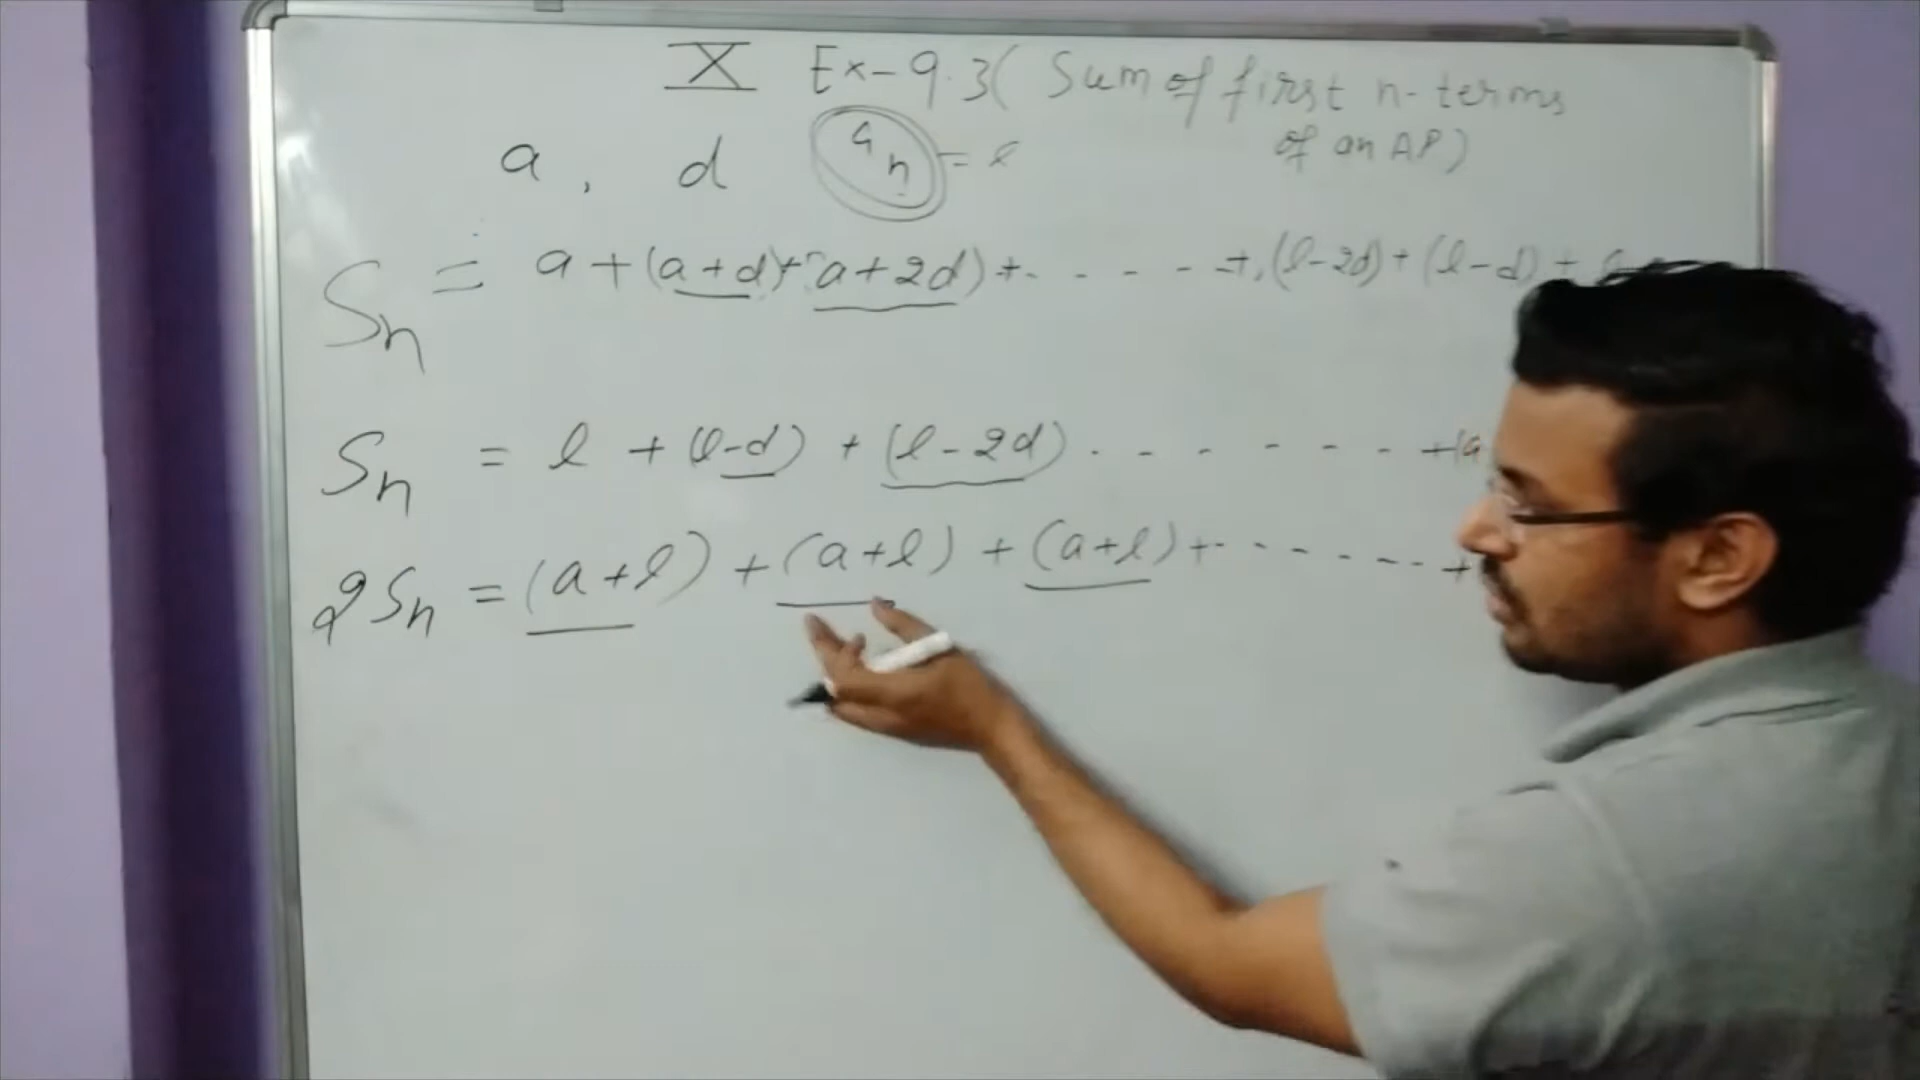 X Ex-9.3 ( Sum of first n-terms
of an AP )
a , d aₙ = l
Sₙ = a + (a+d) + (a+2d) + - - - - +, (l-2d) + (l-d) +
Sₙ = l + (l-d) + (l-2d) . - - - - - - +(a
2Sₙ = (a+l) + (a+l) + (a+l) + - - - - - - +